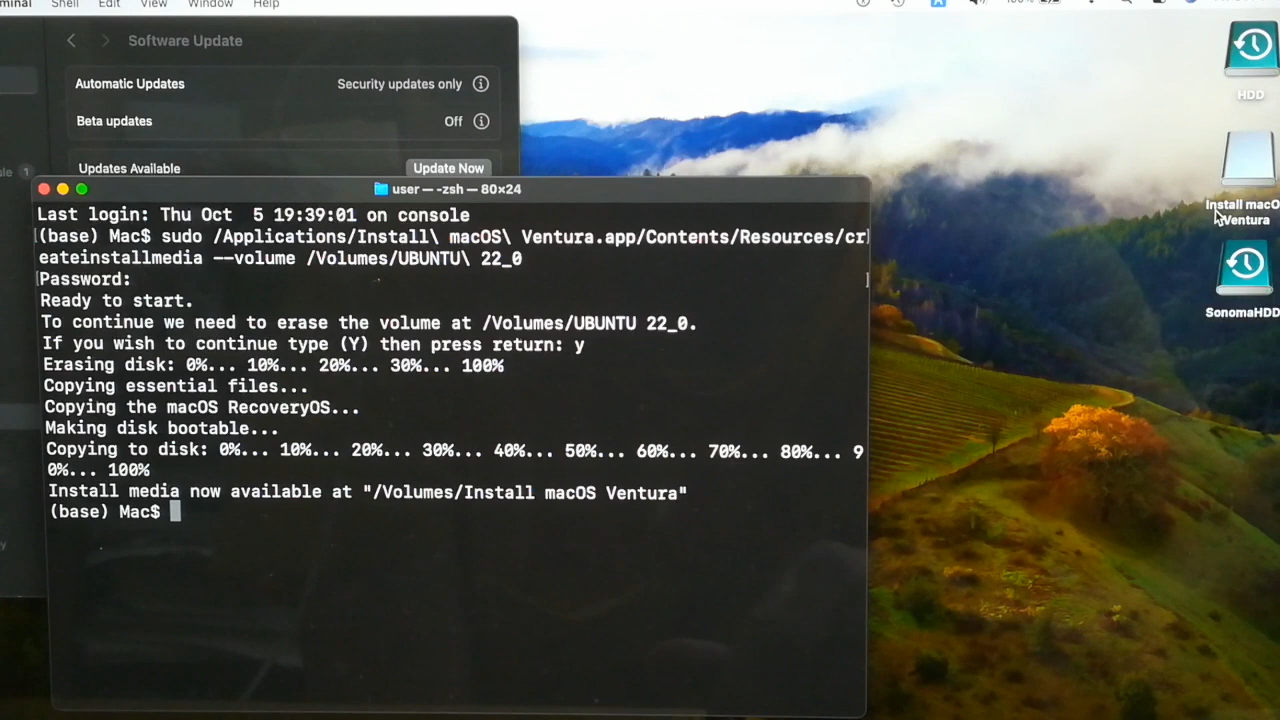 Shell Edit View Window Help
Software Update
Automatic Updates Security updates only
Beta updates Off
1
Updates Available Update Now
user — -zsh — 80×24
Last login: Thu Oct  5 19:39:01 on console
(base) Mac$ sudo /Applications/Install\ macOS\ Ventura.app/Contents/Resources/cr
eateinstallmedia --volume /Volumes/UBUNTU\ 22_0
Password:
Ready to start.
To continue we need to erase the volume at /Volumes/UBUNTU 22_0.
If you wish to continue type (Y) then press return: y
Erasing disk: 0%... 10%... 20%... 30%... 100%
Copying essential files...
Copying the macOS RecoveryOS...
Making disk bootable...
Copying to disk: 0%... 10%... 20%... 30%... 40%... 50%... 60%... 70%... 80%... 9
0%... 100%
Install media now available at "/Volumes/Install macOS Ventura"
(base) Mac$
HDD
Install macO
Ventura
SonomaHDD